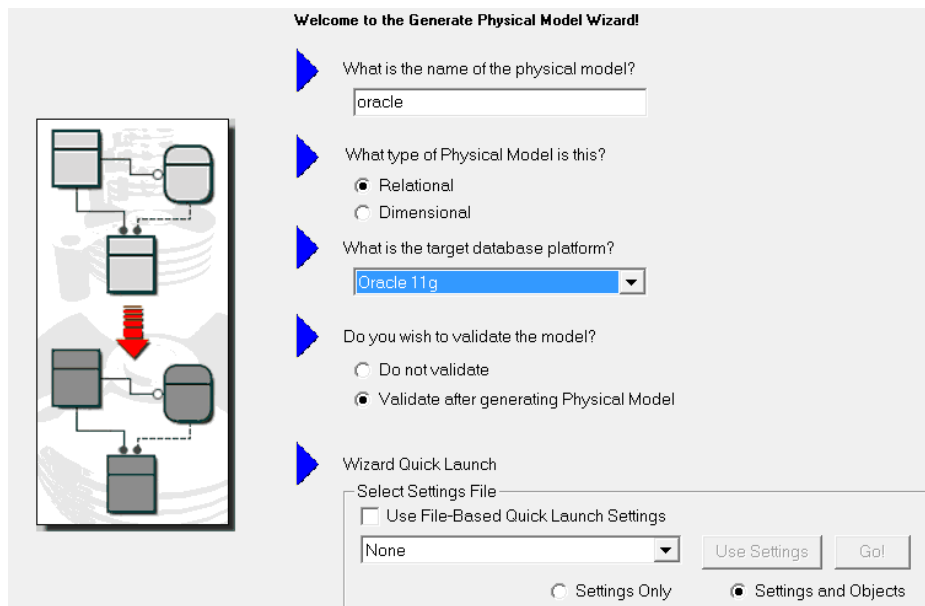 Welcome to the Generate Physical Model Wizard!
What is the name of the physical model?
oracle
What type of Physical Model is this?
Relational
Dimensional
What is the target database platform?
Oracle 11g
Do you wish to validate the model?
Do not validate
Validate after generating Physical Model
Wizard Quick Launch
Select Settings File
Use File-Based Quick Launch Settings
None
Use Settings
Go!
Settings Only
Settings and Objects